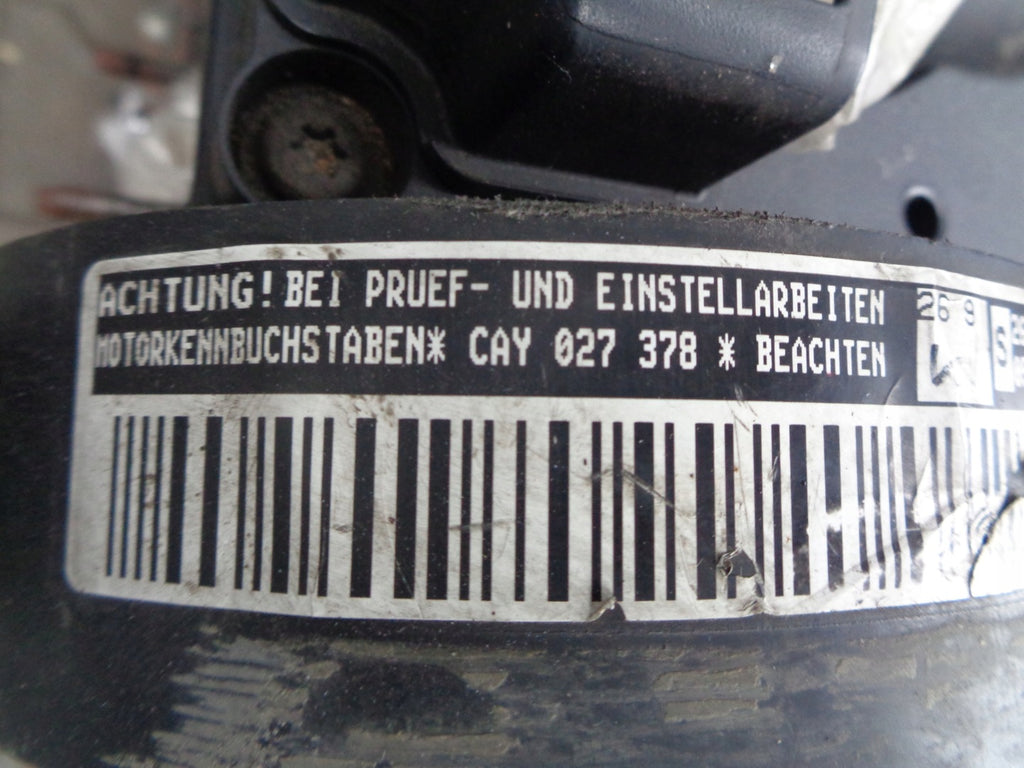 ACHTUNG! BEI PRUEF- UND EINSTELLARBEITEN
MOTORKENNBUCHSTABEN* CAY 027 378 * BEACHTEN
26 9
S